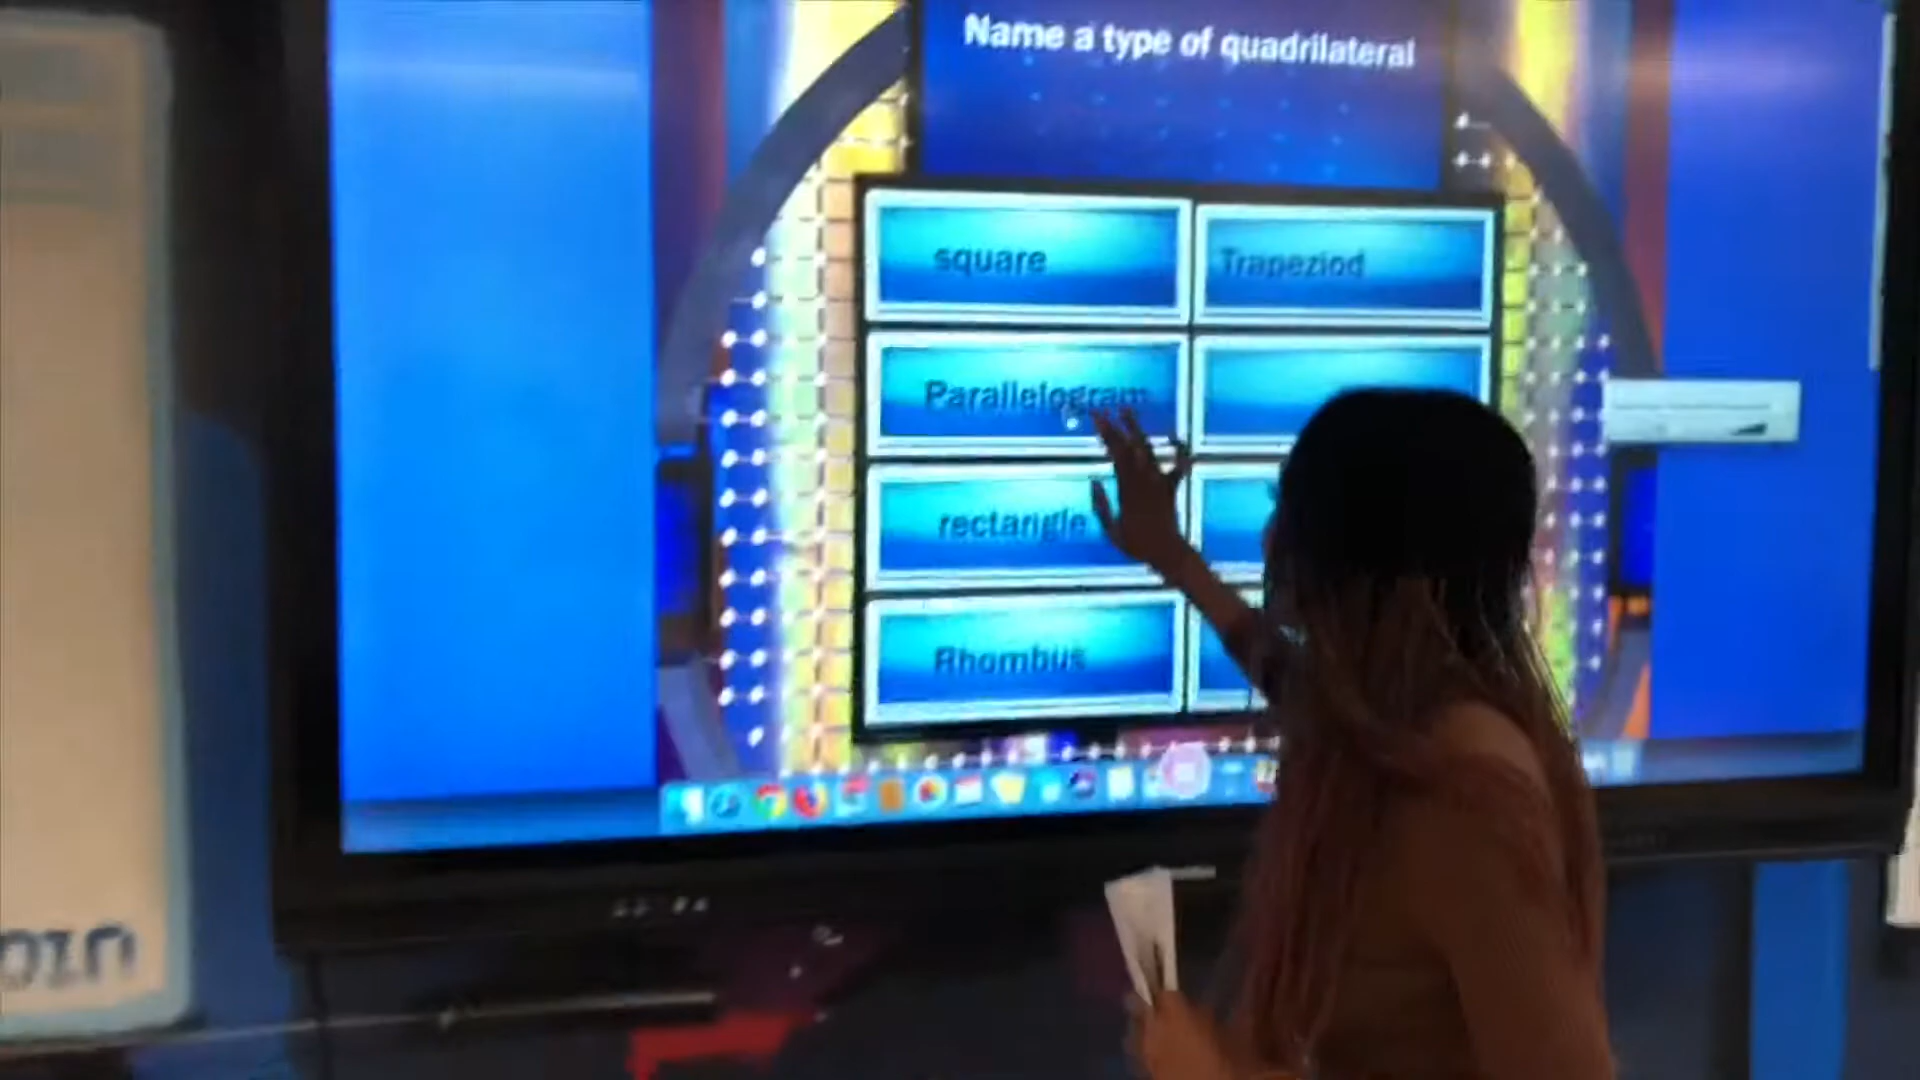 Name a type of quadrilateral
square
Trapeziod
Parallelogram
rectangle
Rhombus